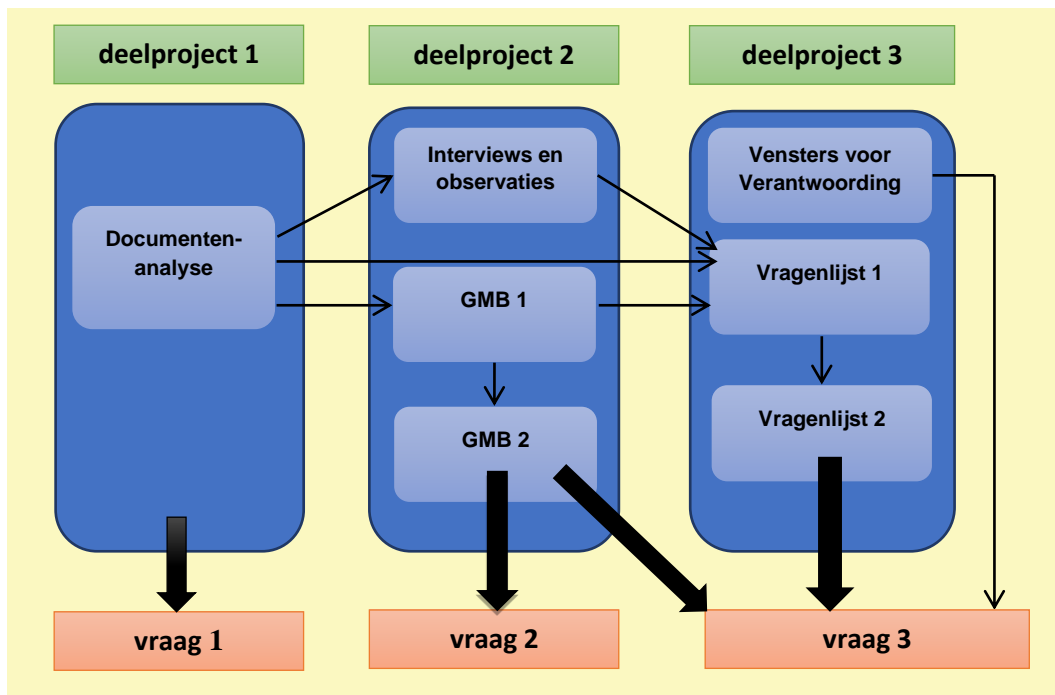 deelproject 1
deelproject 2
deelproject 3
Documenten-
analyse
Interviews en
observaties
GMB 1
GMB 2
Vensters voor
Verantwoording
Vragenlijst 1
Vragenlijst 2
vraag 1
vraag 2
vraag 3